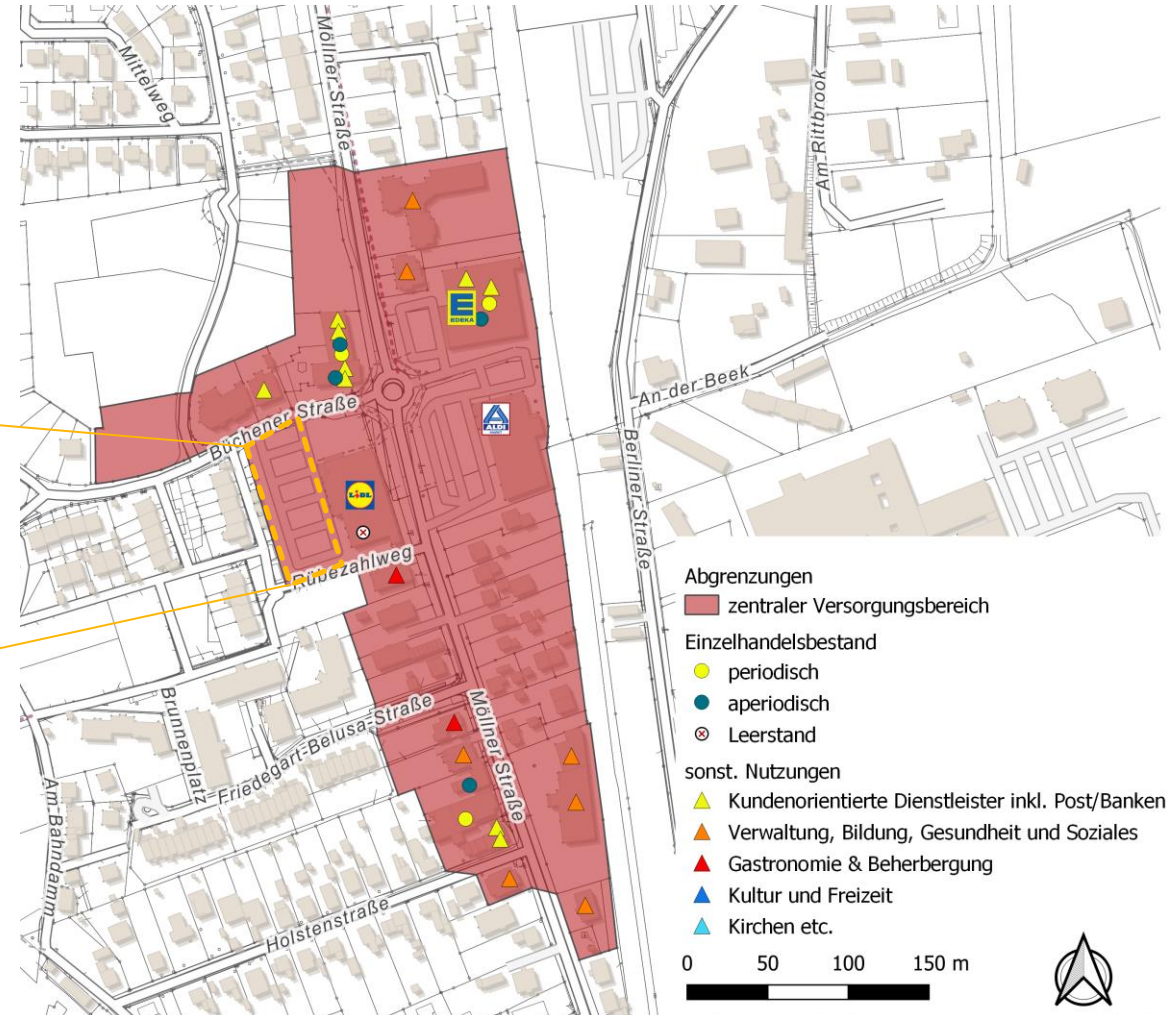 Mittelweg
Möllner Straße
Am Rittbrook
E
EDEKA
An der Beek
Büchener Straße
ALDI
LIDL
Berliner Straße
Rübezahlweg
Brunnenplatz
Friedegart-Belusa-Straße
Möllner Straße
Am Bahndamm
Holstenstraße
Abgrenzungen
zentraler Versorgungsbereich
Einzelhandelsbestand
periodisch
aperiodisch
Leerstand
sonst. Nutzungen
Kundenorientierte Dienstleister inkl. Post/Banken
Verwaltung, Bildung, Gesundheit und Soziales
Gastronomie & Beherbergung
Kultur und Freizeit
Kirchen etc.
0 50 100 150 m